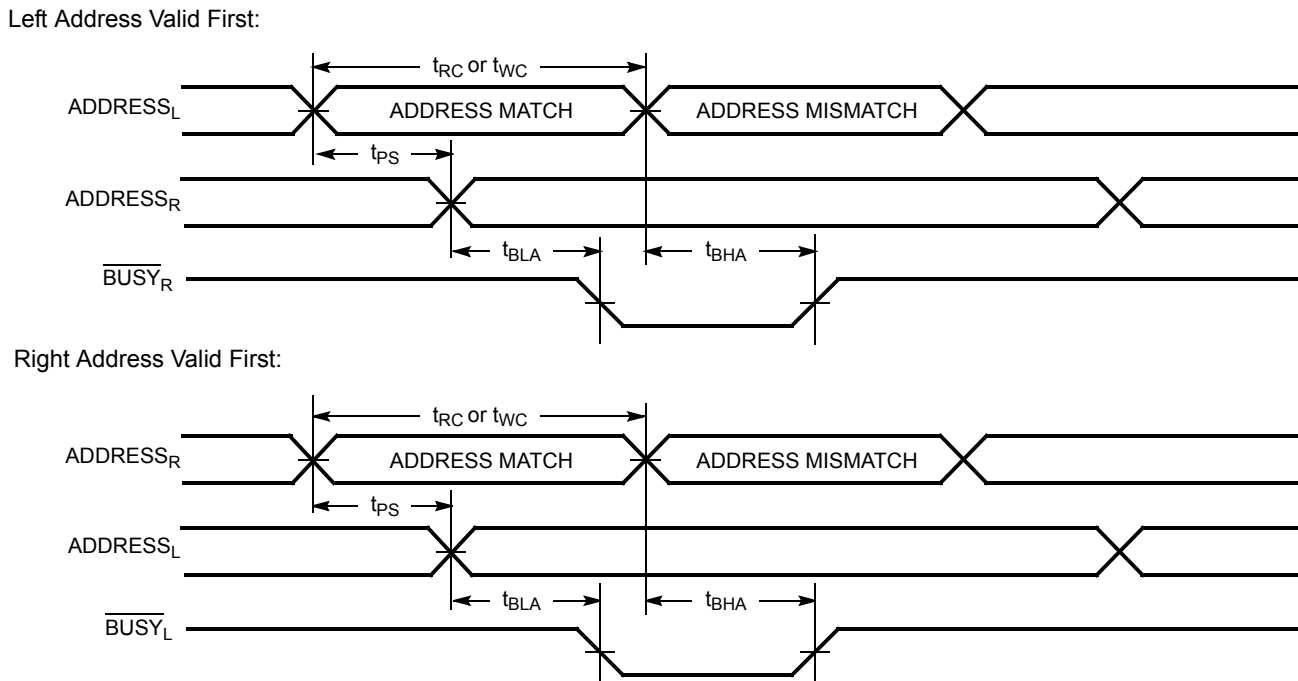 Left Address Valid First:
tRC or tWC
ADDRESSL
ADDRESS MATCH
ADDRESS MISMATCH
tPS
ADDRESSR
tBLA
tBHA
BUSYR
Right Address Valid First:
tRC or tWC
ADDRESSR
ADDRESS MATCH
ADDRESS MISMATCH
tPS
ADDRESSL
tBLA
tBHA
BUSYL